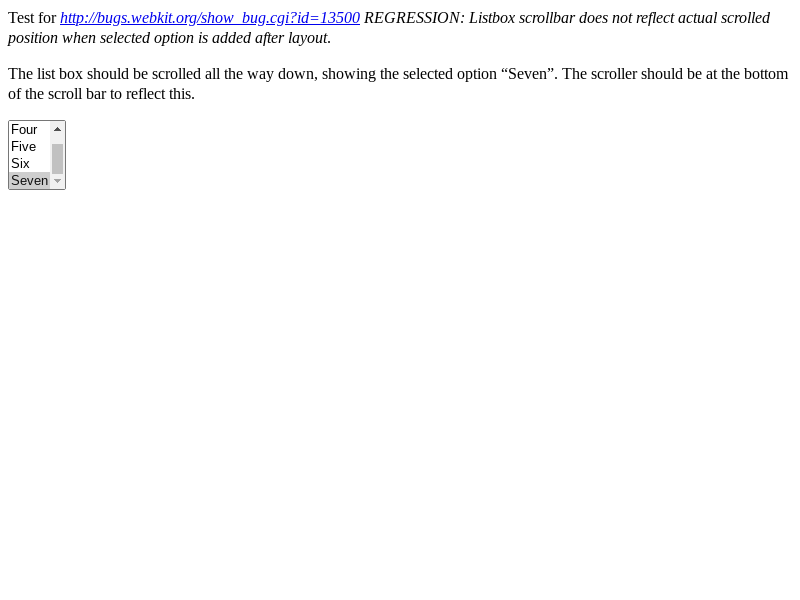 Test for http://bugs.webkit.org/show_bug.cgi?id=13500 REGRESSION: Listbox scrollbar does not reflect actual scrolled
position when selected option is added after layout.
The list box should be scrolled all the way down, showing the selected option “Seven”. The scroller should be at the bottom
of the scroll bar to reflect this.
Four
Five
Six
Seven